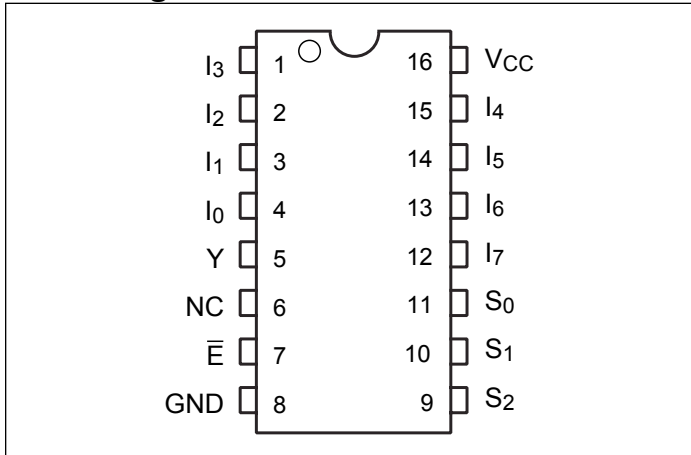 I3 1 16 VCC
I2 2 15 I4
I1 3 14 I5
I0 4 13 I6
Y 5 12 I7
NC 6 11 S0
E̅ 7 10 S1
GND 8 9 S2